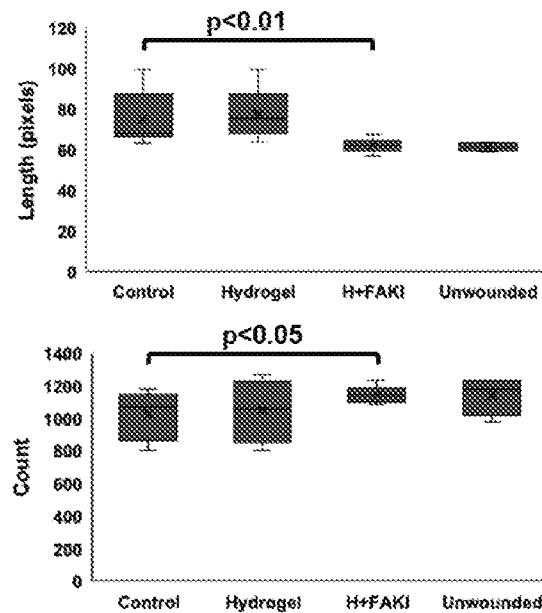 p<0.01
120
100
80
60
40
20
0
Length (pixels)
Control Hydrogel H+FAKI Unwounded
p<0.05
1400
1200
1000
800
600
400
200
0
Count
Control Hydrogel H+FAKI Unwounded